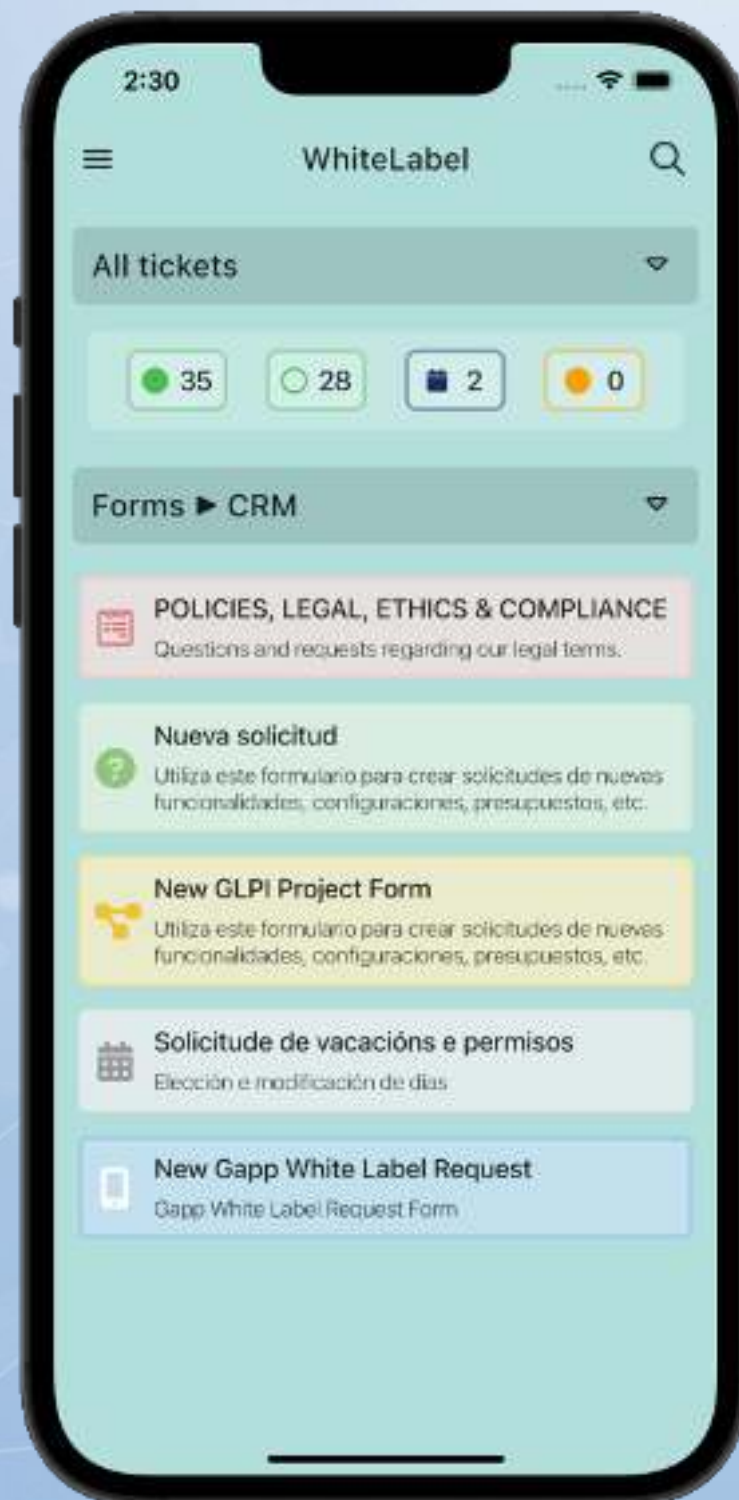 2:30
WhiteLabel
All tickets
35 28 2 0
Forms ► CRM
POLICIES, LEGAL, ETHICS & COMPLIANCE
Questions and requests regarding our legal terms.
Nueva solicitud
Utiliza este formulario para crear solicitudes de nuevas
funcionalidades, configuraciones, presupuestos, etc.
New GLPI Project Form
Utiliza este formulario para crear solicitudes de nuevas
funcionalidades, configuraciones, presupuestos, etc.
Solicitude de vacacións e permisos
Elección e modificación de días
New Gapp White Label Request
Gapp White Label Request Form